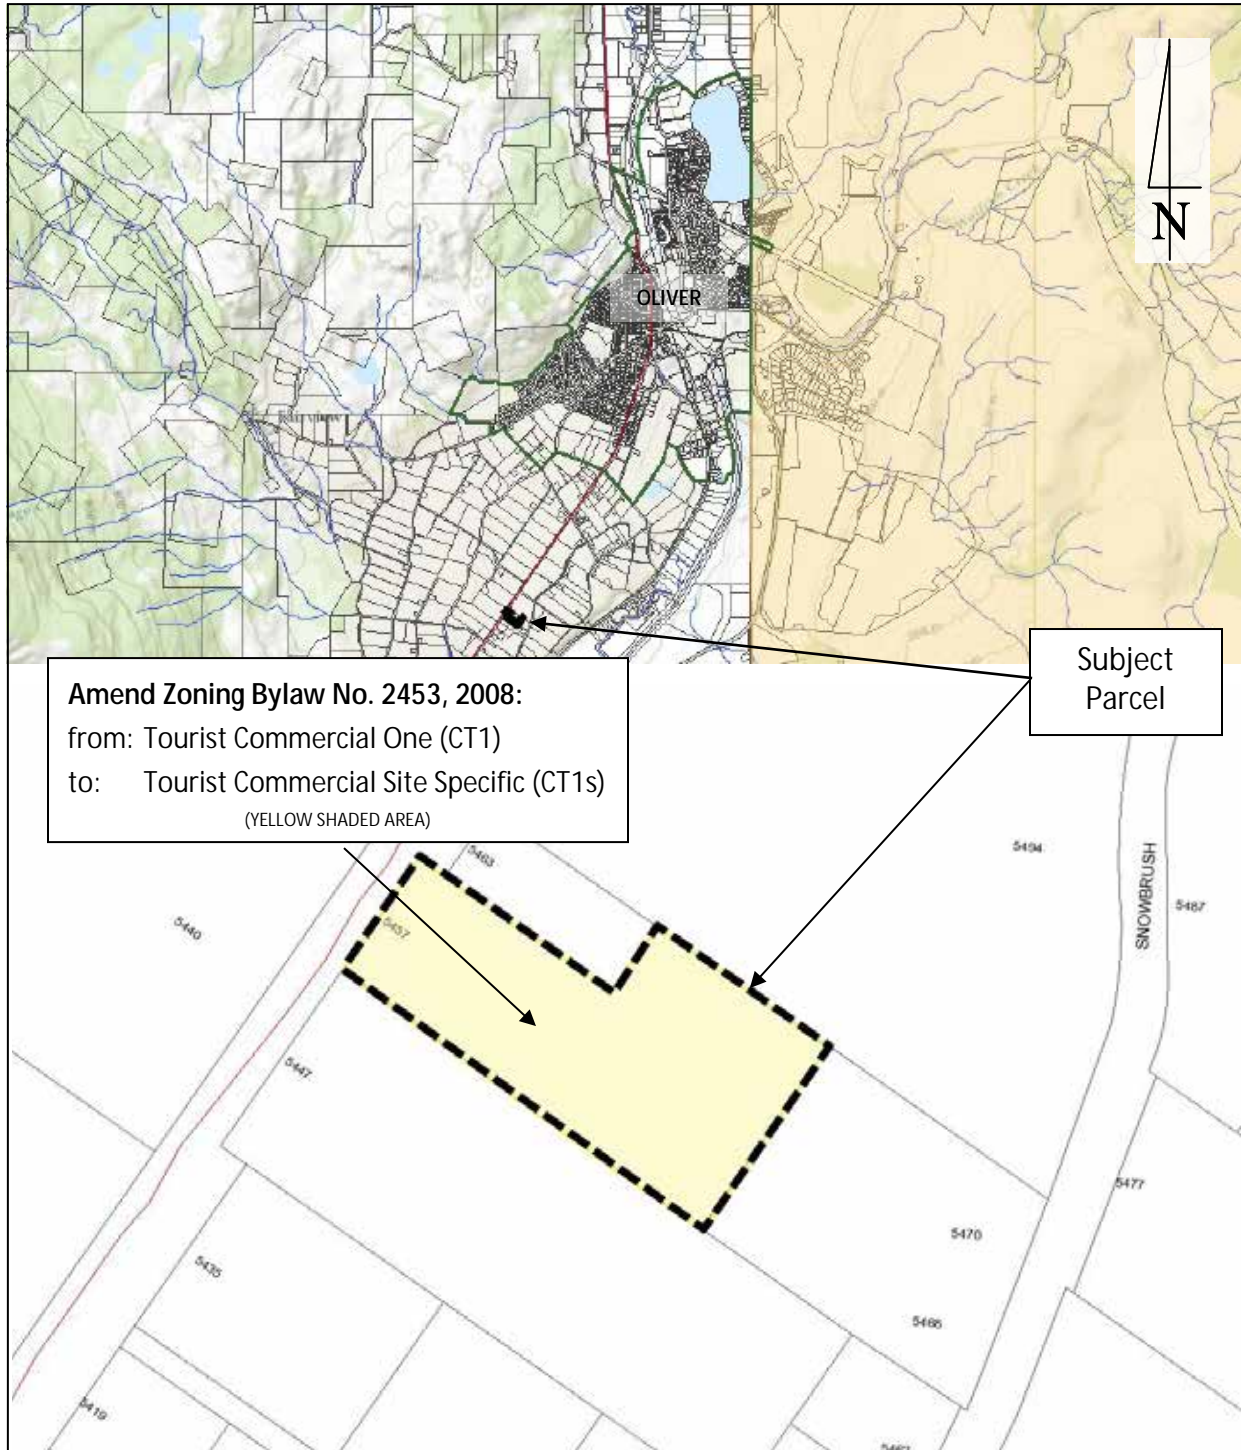 N
OLIVER
Fairview
Subject
Parcel
Amend Zoning Bylaw No. 2453, 2008:
from: Tourist Commercial One (CT1)
to: Tourist Commercial Site Specific (CT1s)
(YELLOW SHADED AREA)
5463
5494
SNOWBRUSH
5487
5440
5457
5447
5477
5470
5435
5466
5419